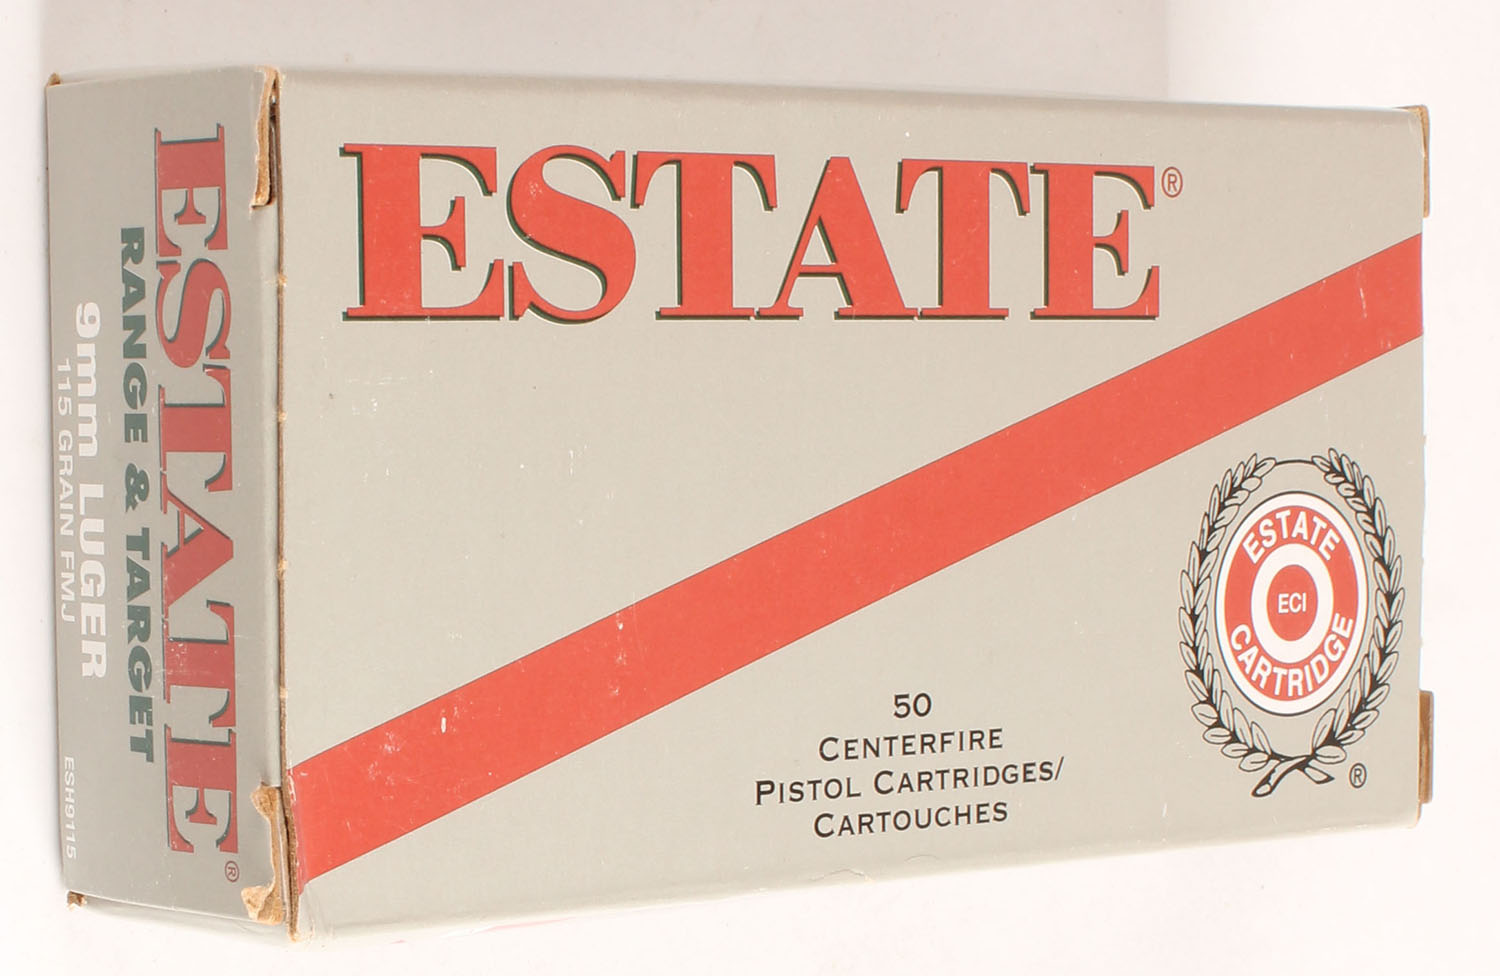 ESTATE®
RANGE & TARGET
9mm LUGER
115 GRAIN FMJ
ESH9115
ESTATE®
50
CENTERFIRE
PISTOL CARTRIDGES/
CARTOUCHES
ESTATE
ECI
CARTRIDGE
®